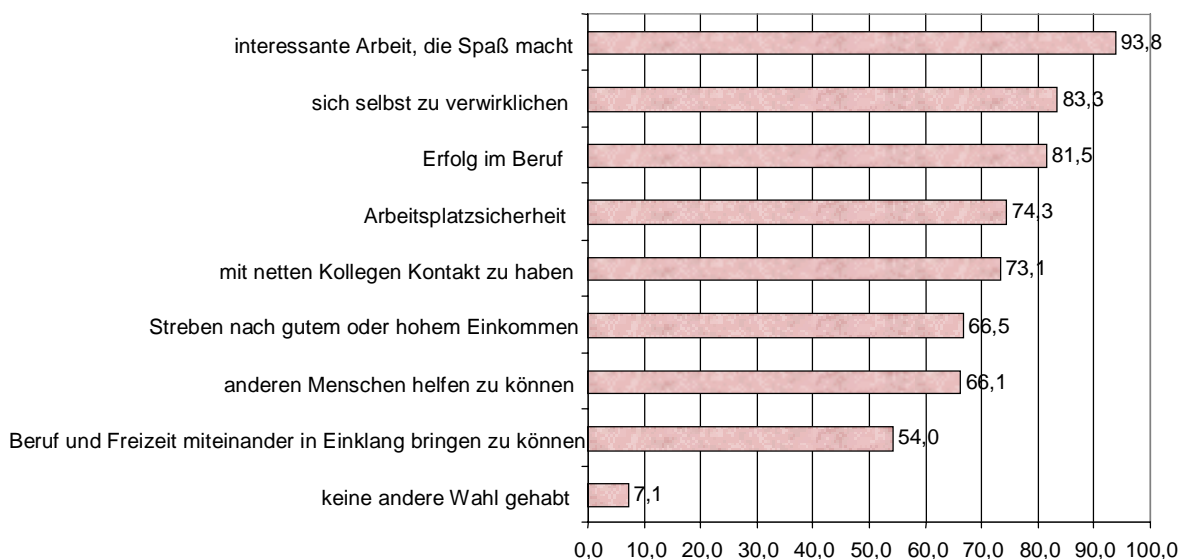 interessante Arbeit, die Spaß macht 93,8
sich selbst zu verwirklichen 83,3
Erfolg im Beruf 81,5
Arbeitsplatzsicherheit 74,3
mit netten Kollegen Kontakt zu haben 73,1
Streben nach gutem oder hohem Einkommen 66,5
anderen Menschen helfen zu können 66,1
Beruf und Freizeit miteinander in Einklang bringen zu können 54,0
keine andere Wahl gehabt 7,1
0,0 10,0 20,0 30,0 40,0 50,0 60,0 70,0 80,0 90,0 100,0